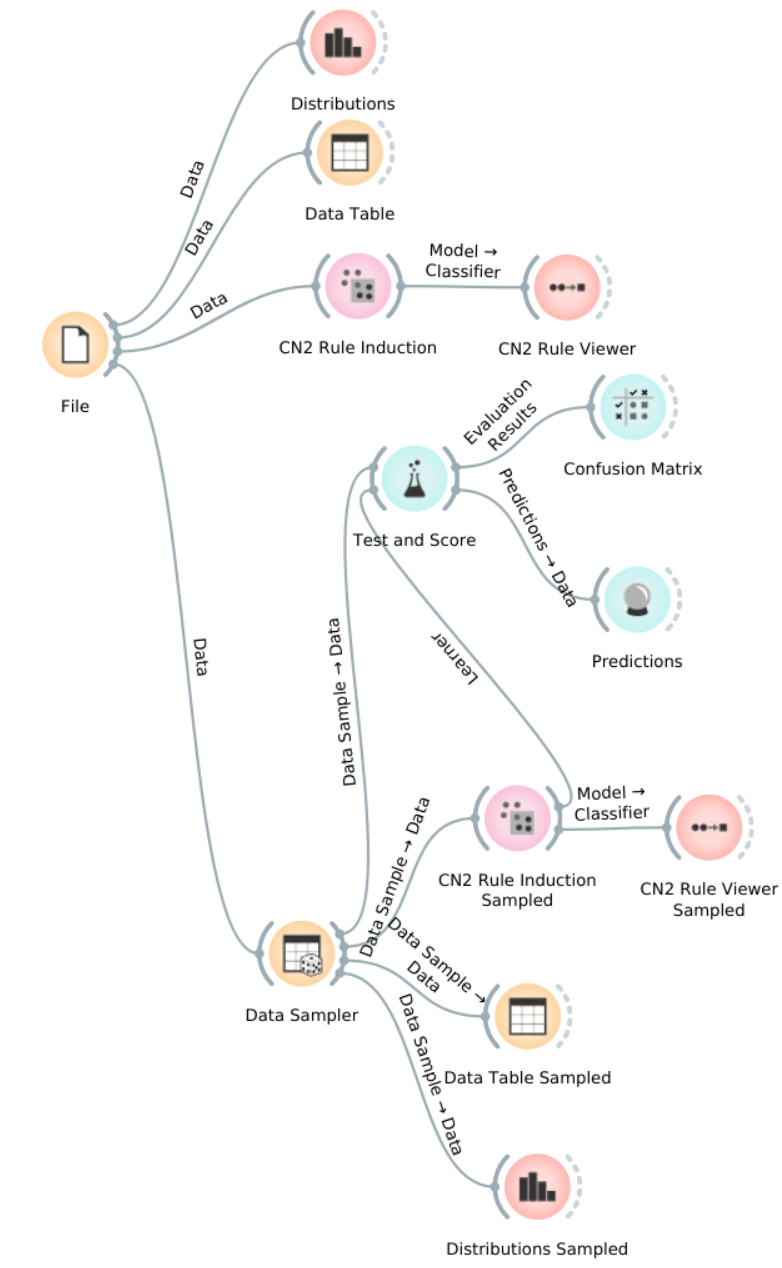 Distributions
Data
Data Table
Data
Model →
Classifier
Data
CN2 Rule Induction
CN2 Rule Viewer
File
Evaluation
Results
Confusion Matrix
Test and Score
Predictions → Data
Predictions
Data
Data Sample → Data
Learner
Model →
Classifier
Data Sample → Data
CN2 Rule Induction
Sampled
CN2 Rule Viewer
Sampled
Data Sample →
Data
Data Sampler
Data Sample → Data
Data Table Sampled
Distributions Sampled